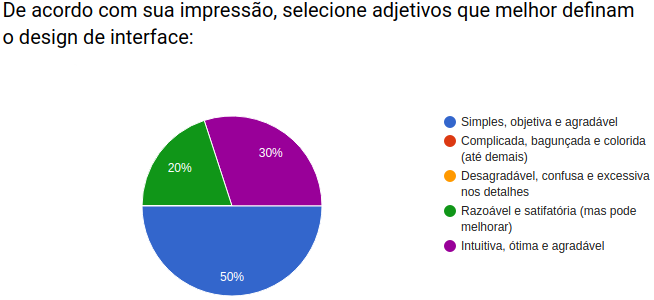 De acordo com sua impressão, selecione adjetivos que melhor definam
o design de interface:
30%
20%
50%
Simples, objetiva e agradável
Complicada, bagunçada e colorida
(até demais)
Desagradável, confusa e excessiva
nos detalhes
Razoável e satifatória (mas pode
melhorar)
Intuitiva, ótima e agradável